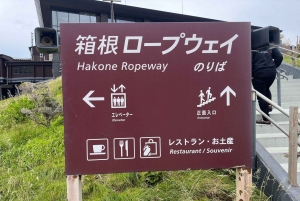 箱根ロープウェイ
Hakone Ropeway のりば
エレベーター 正面入口
Elevator
レストラン・お土産
Restaurant / Souvenir